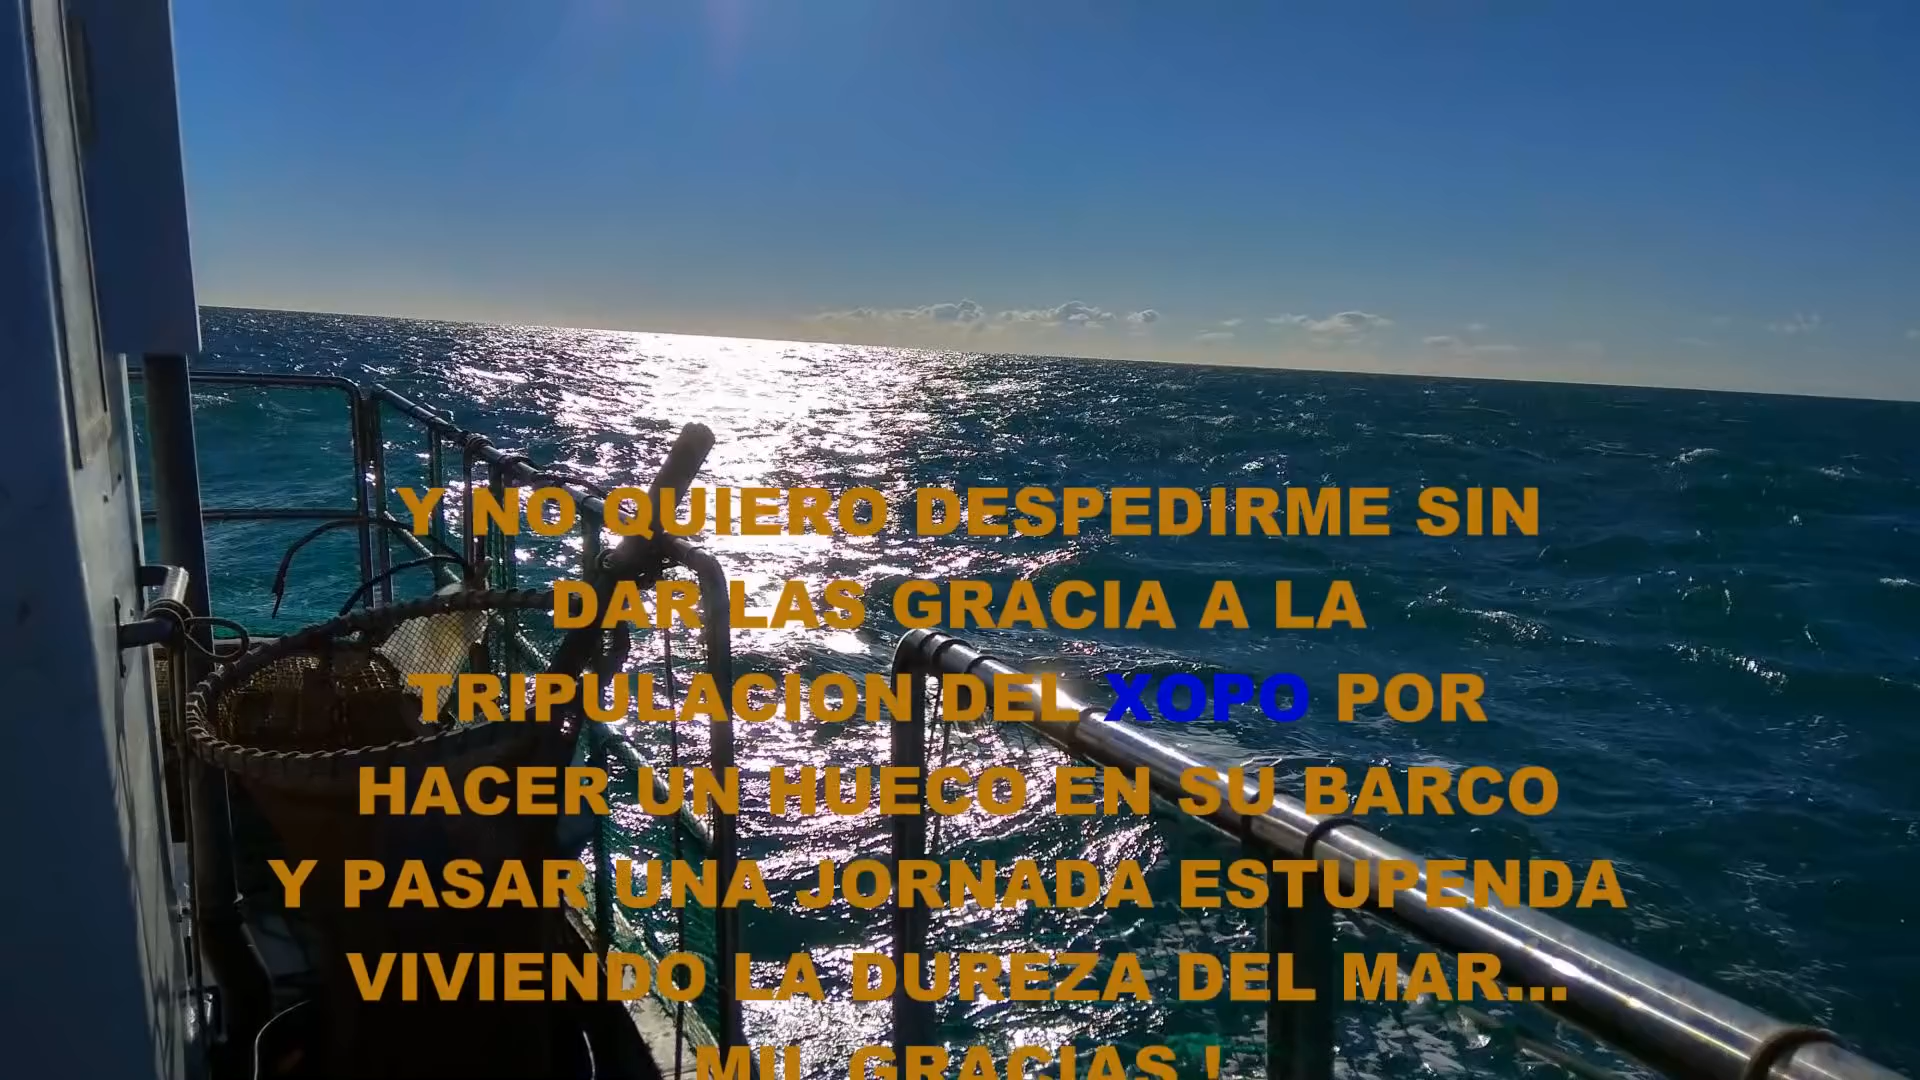 Y NO QUIERO DESPEDIRME SIN
DAR LAS GRACIA A LA
TRIPULACION DEL XOPO POR
HACER UN HUECO EN SU BARCO
Y PASAR UNA JORNADA ESTUPENDA
VIVIENDO LA DUREZA DEL MAR...
MIL GRACIAS !